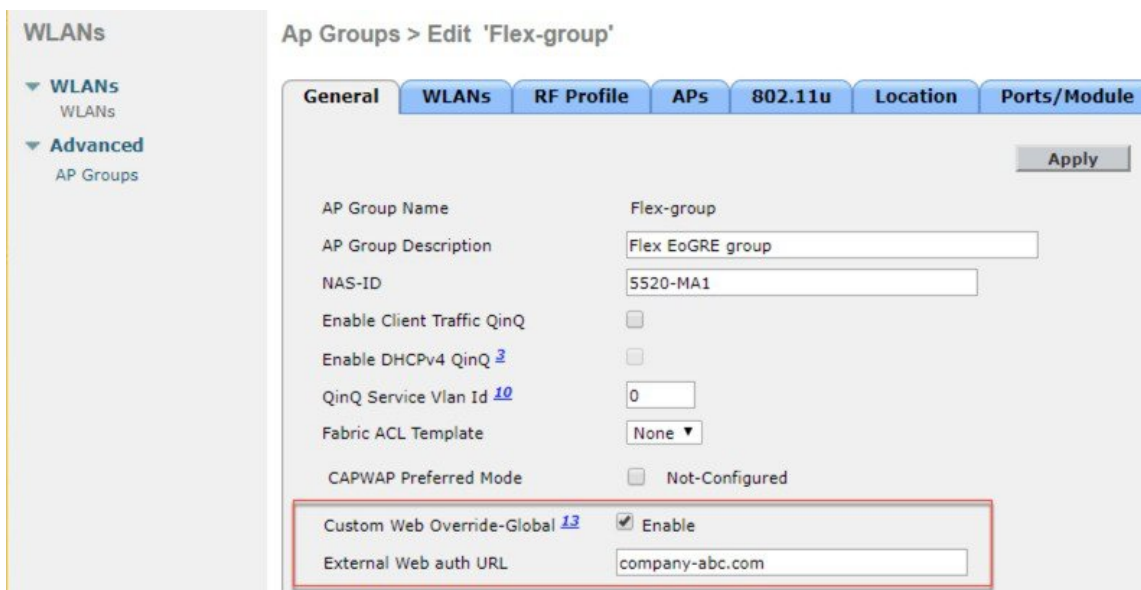 WLANs
Ap Groups > Edit 'Flex-group'
WLANs
WLANs
Advanced
AP Groups
General WLANs RF Profile APs 802.11u Location Ports/Module
Apply
AP Group Name Flex-group
AP Group Description Flex EoGRE group
NAS-ID 5520-MA1
Enable Client Traffic QinQ
Enable DHCPv4 QinQ 3
QinQ Service Vlan Id 10 0
Fabric ACL Template None
CAPWAP Preferred Mode Not-Configured
Custom Web Override-Global 13 Enable
External Web auth URL company-abc.com